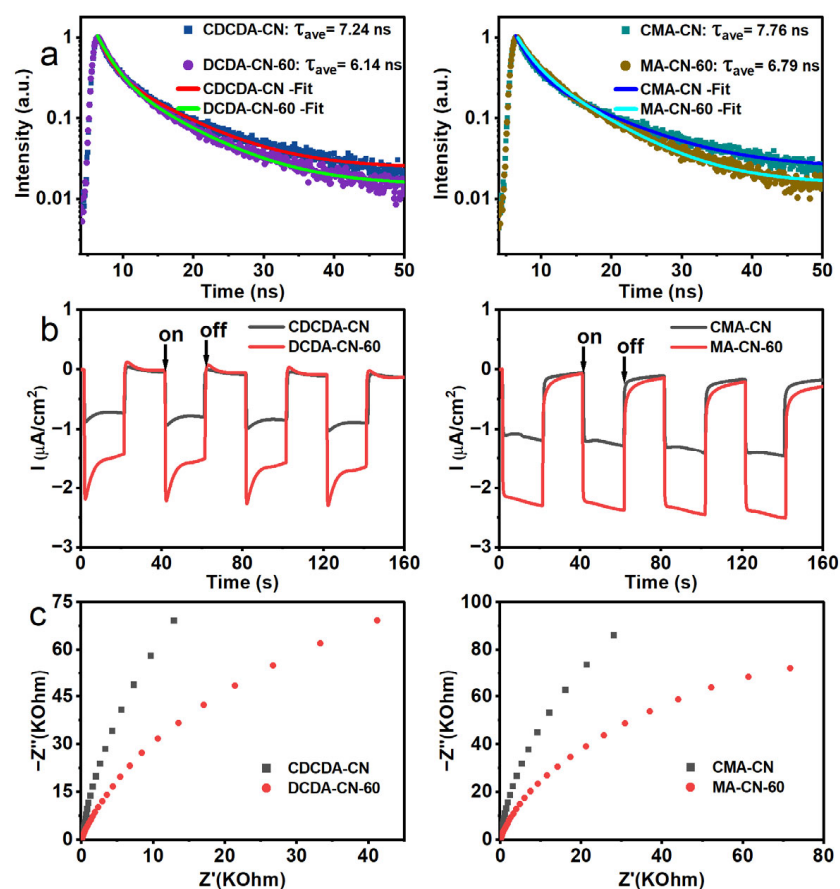 a
CDCDA-CN: τave= 7.24 ns
DCDA-CN-60: τave= 6.14 ns
CDCDA-CN -Fit
DCDA-CN-60 -Fit
Intensity (a.u.)
1
0.1
0.01
10 20 30 40 50
Time (ns)
CMA-CN: τave= 7.76 ns
MA-CN-60: τave= 6.79 ns
CMA-CN -Fit
MA-CN-60 -Fit
Intensity (a.u.)
1
0.1
0.01
10 20 30 40 50
Time (ns)
b
CDCDA-CN
DCDA-CN-60
on off
I (μA/cm²)
1
0
−1
−2
−3
0 40 80 120 160
Time (s)
CMA-CN
MA-CN-60
on
off
I (μA/cm²)
1
0
−1
−2
−3
0 40 80 120 160
Time (s)
c
−Z''(KOhm)
75
60
45
30
15
0
CDCDA-CN
DCDA-CN-60
0 10 20 30 40
Z'(KOhm)
−Z''(KOhm)
100
80
60
40
20
0
CMA-CN
MA-CN-60
0 20 40 60 80
Z'(KOhm)